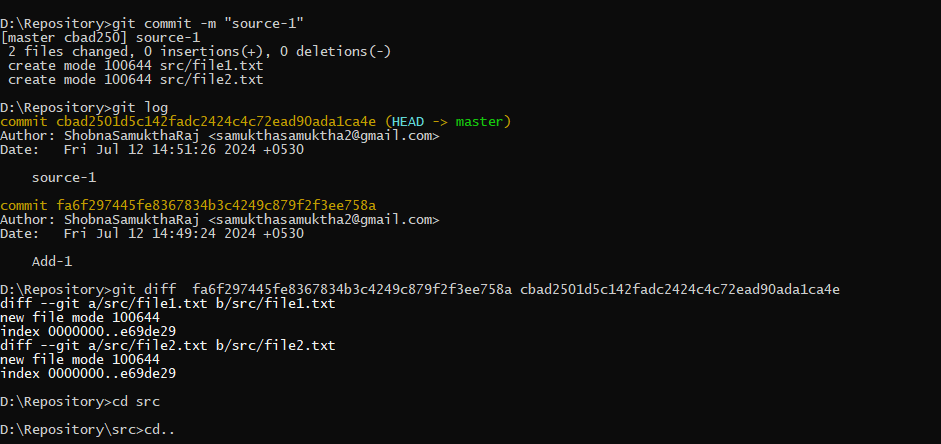 D:\Repository>git commit -m "source-1"
[master cbad250] source-1
 2 files changed, 0 insertions(+), 0 deletions(-)
 create mode 100644 src/file1.txt
 create mode 100644 src/file2.txt
D:\Repository>git log
commit cbad2501d5c142fadc2424c4c72ead90ada1ca4e (HEAD -> master)
Author: ShobnaSamukthaRaj <samukthasamuktha2@gmail.com>
Date:   Fri Jul 12 14:51:26 2024 +0530
    source-1
commit fa6f297445fe8367834b3c4249c879f2f3ee758a
Author: ShobnaSamukthaRaj <samukthasamuktha2@gmail.com>
Date:   Fri Jul 12 14:49:24 2024 +0530
    Add-1
D:\Repository>git diff  fa6f297445fe8367834b3c4249c879f2f3ee758a cbad2501d5c142fadc2424c4c72ead90ada1ca4e
diff --git a/src/file1.txt b/src/file1.txt
new file mode 100644
index 0000000..e69de29
diff --git a/src/file2.txt b/src/file2.txt
new file mode 100644
index 0000000..e69de29
D:\Repository>cd src
D:\Repository\src>cd..